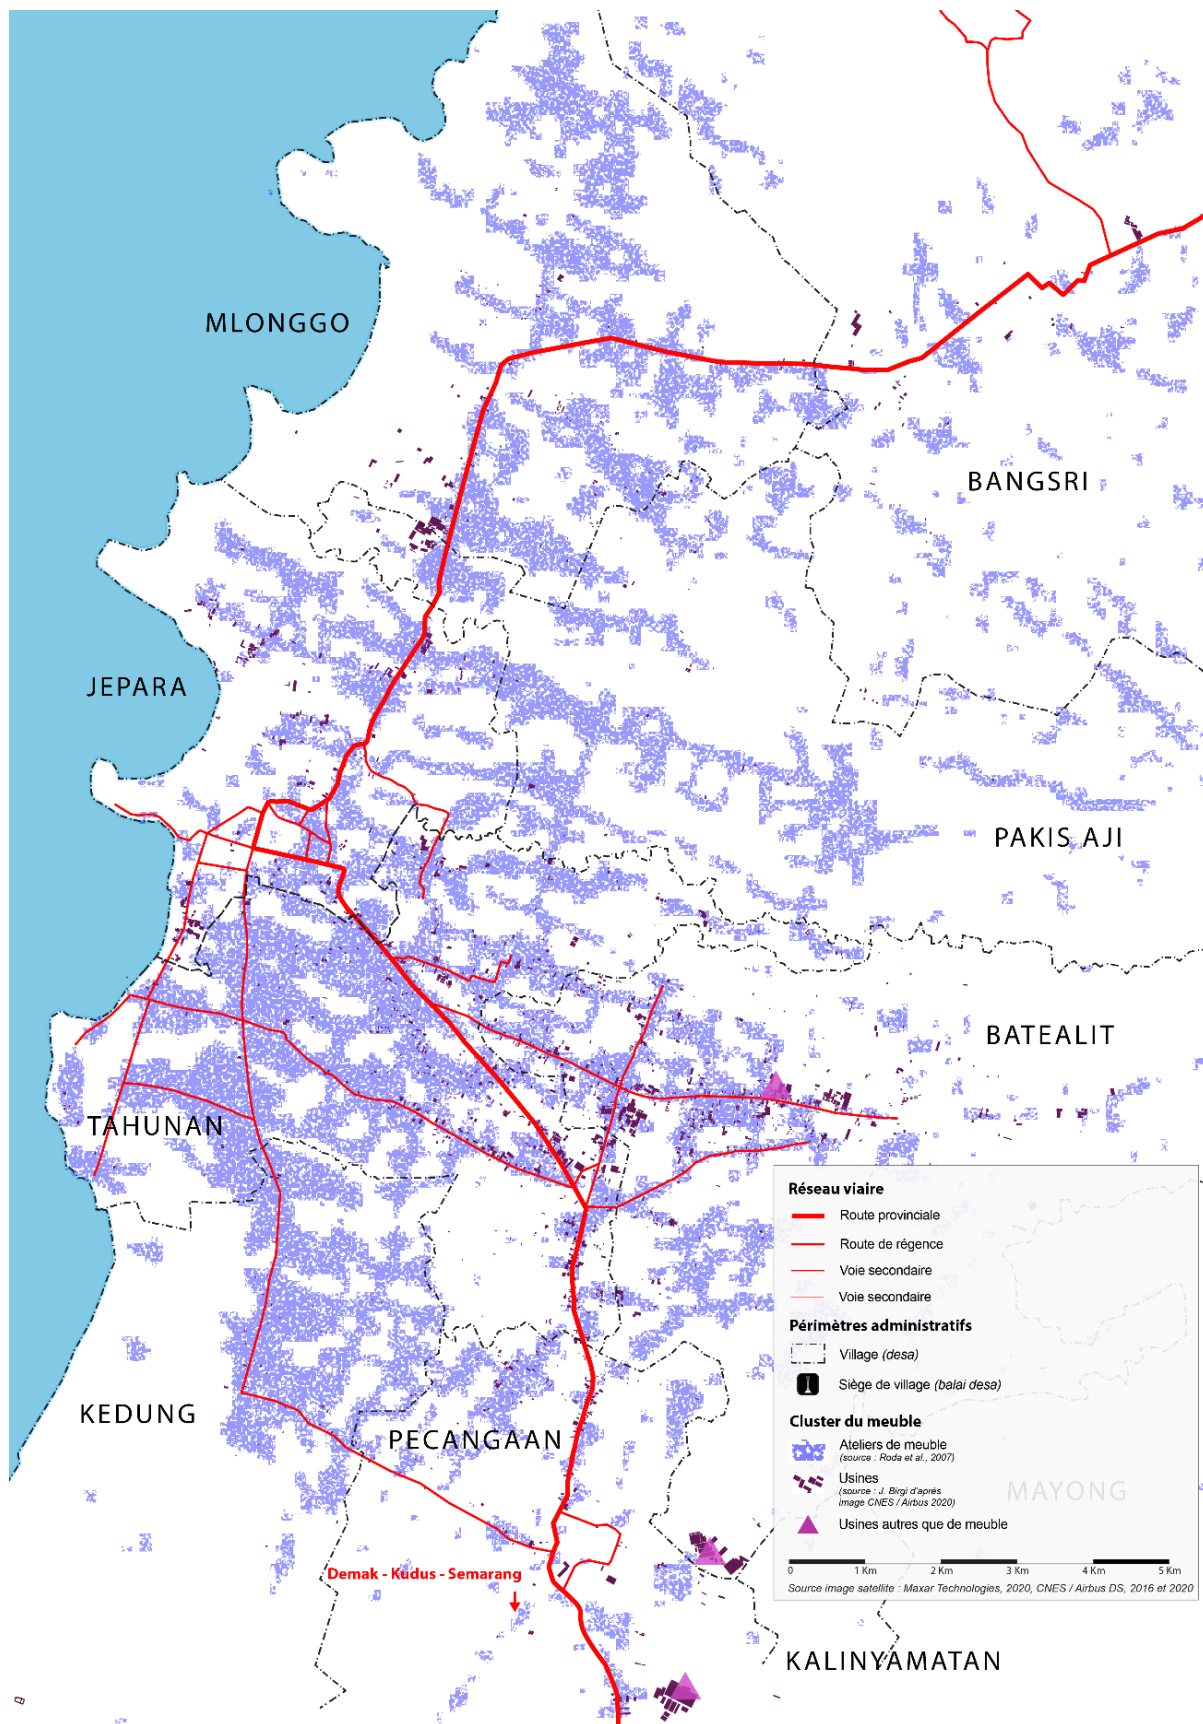 MLONGGO
BANGSRI
JEPARA
PAKIS AJI
BATEALIT
TAHUNAN
Réseau viaire
Route provinciale
Route de régence
Voie secondaire
Voie secondaire
Périmètres administratifs
Village (desa)
Siège de village (balai desa)
Cluster du meuble
Ateliers de meuble
(source : Roda et al., 2007)
Usines
(source : J. Birgi d'après
image CNES / Airbus 2020)
Usines autres que de meuble
0 1 Km 2 Km 3 Km 4 Km 5 Km
Source image satellite : Maxar Technologies, 2020, CNES / Airbus DS, 2016 et 2020
KEDUNG
PECANGAAN
MAYONG
Demak - Kudus - Semarang
KALINYAMATAN